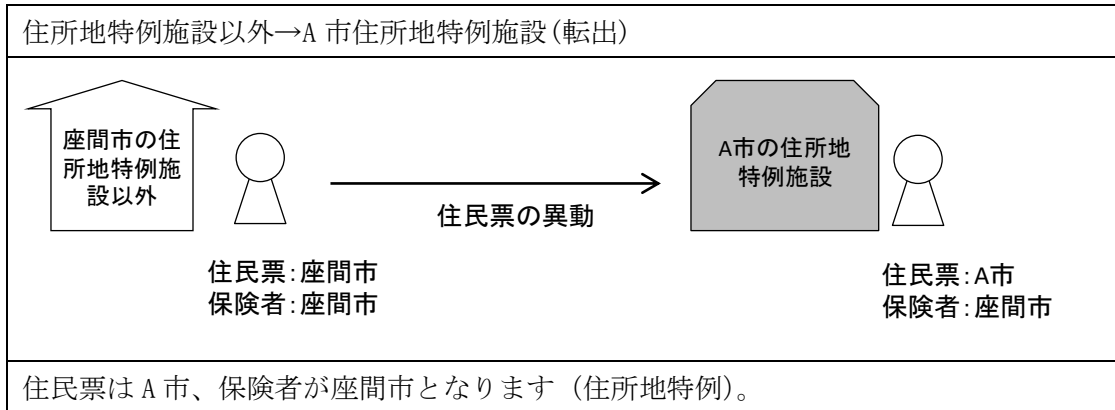 住所地特例施設以外→A 市住所地特例施設(転出)
座間市の住
所地特例施
設以外
住民票の異動
A市の住所地
特例施設
住民票:座間市
保険者:座間市
住民票:A市
保険者:座間市
住民票は A 市、保険者が座間市となります (住所地特例)。